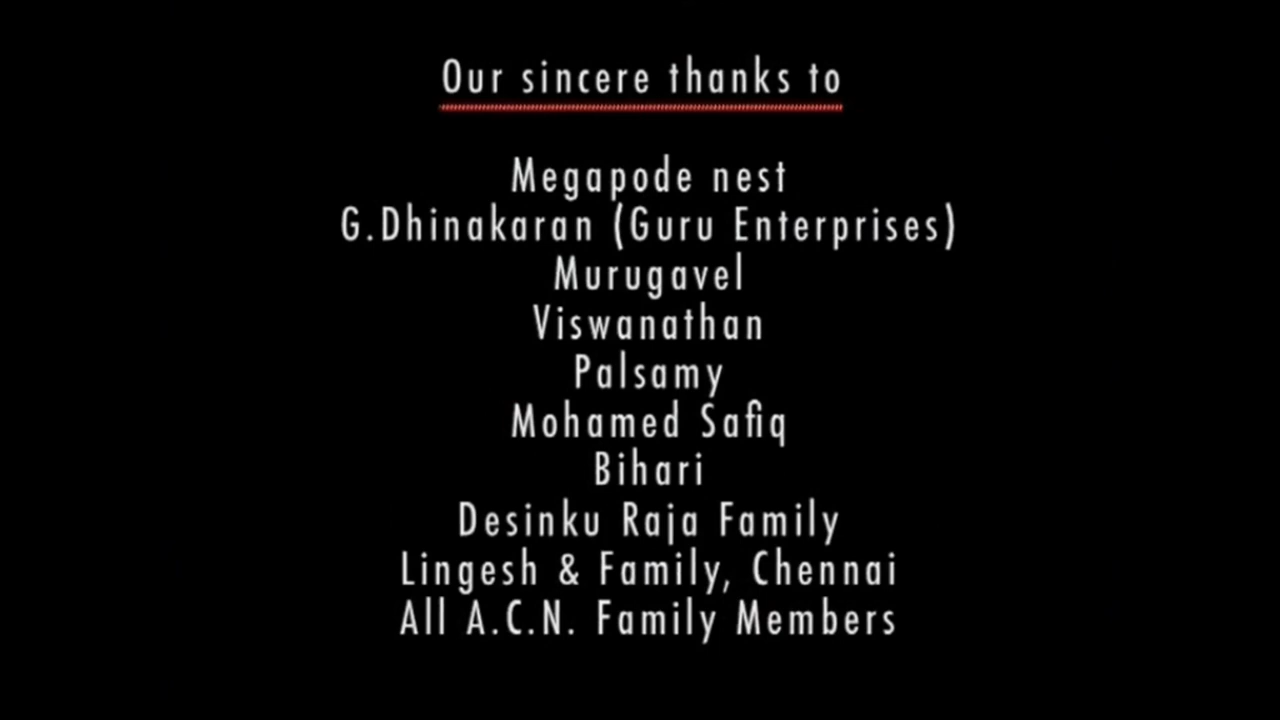 Our sincere thanks to
Megapode nest
G.Dhinakaran (Guru Enterprises)
Murugavel
Viswanathan
Palsamy
Mohamed Safiq
Bihari
Desinku Raja Family
Lingesh & Family, Chennai
All A.C.N. Family Members